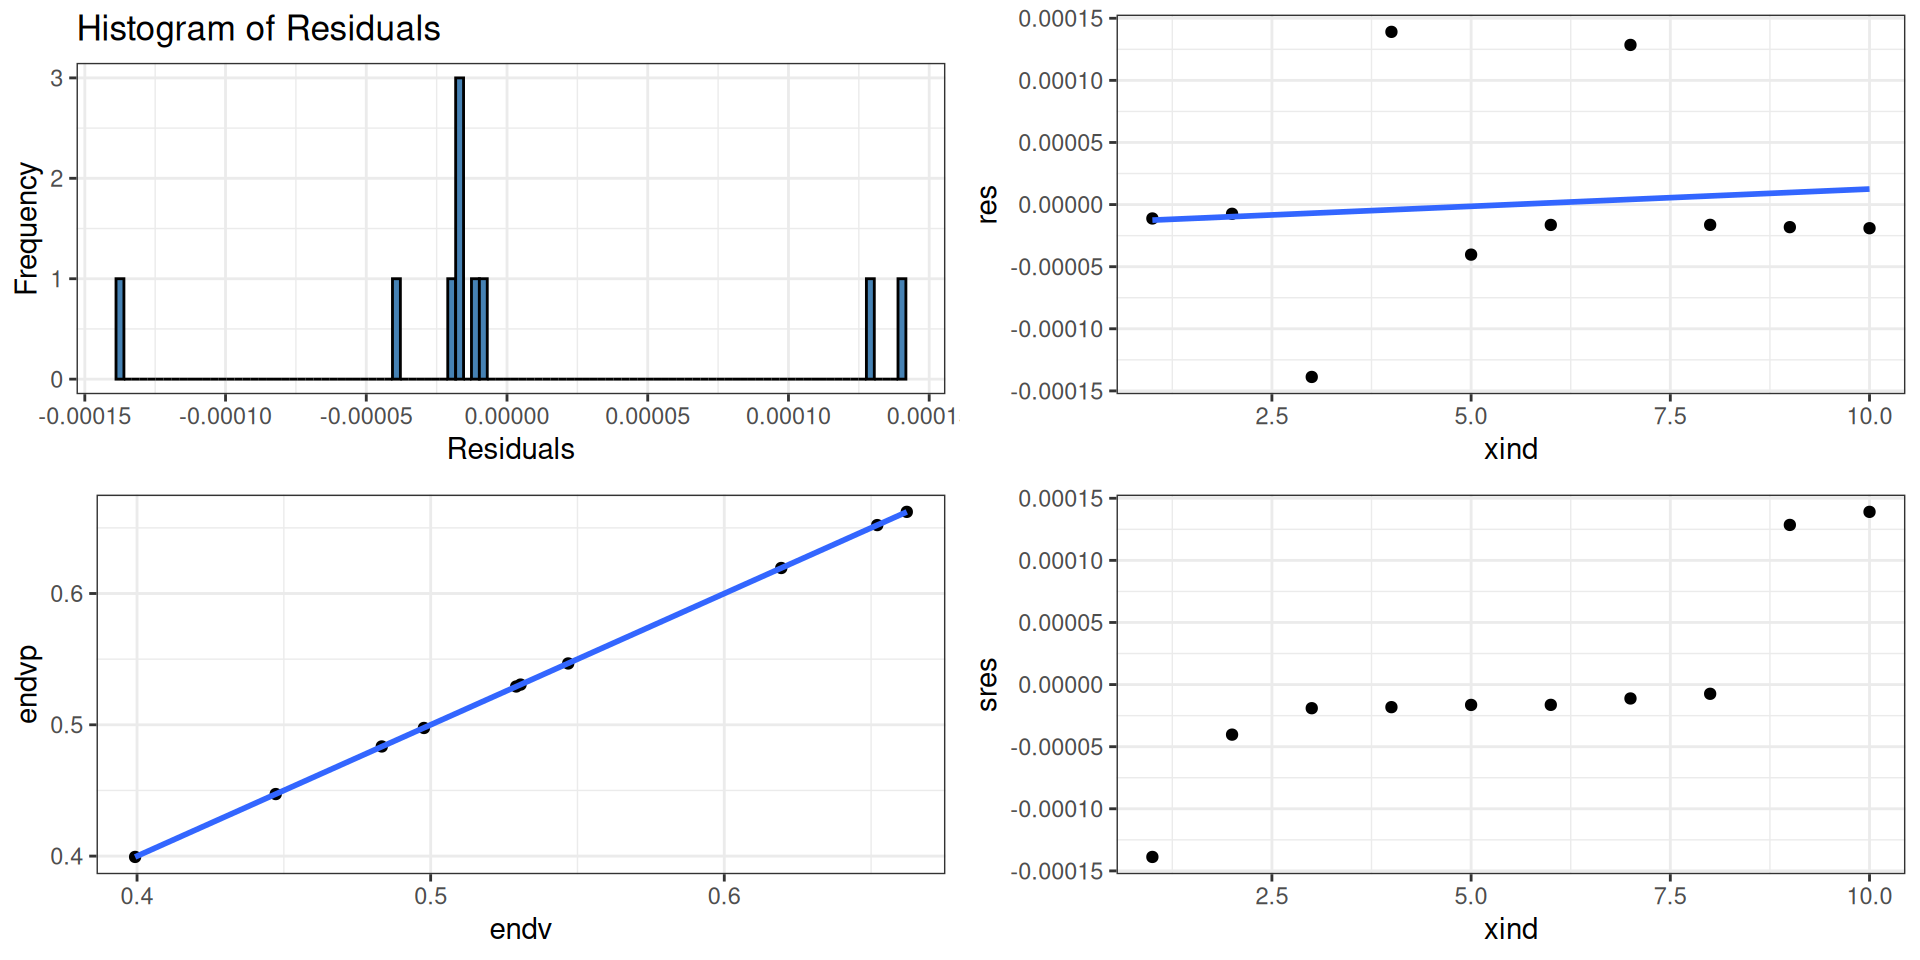 Histogram of Residuals
3
2
1
0
Frequency
-0.00015 -0.00010 -0.00005 0.00000 0.00005 0.00010 0.0001
Residuals
0.00015
0.00010
0.00005
0.00000
-0.00005
-0.00010
-0.00015
res
2.5 5.0 7.5 10.0
xind
0.6
0.5
0.4
endvp
0.4 0.5 0.6
endv
0.00015
0.00010
0.00005
0.00000
-0.00005
-0.00010
-0.00015
sres
2.5 5.0 7.5 10.0
xind